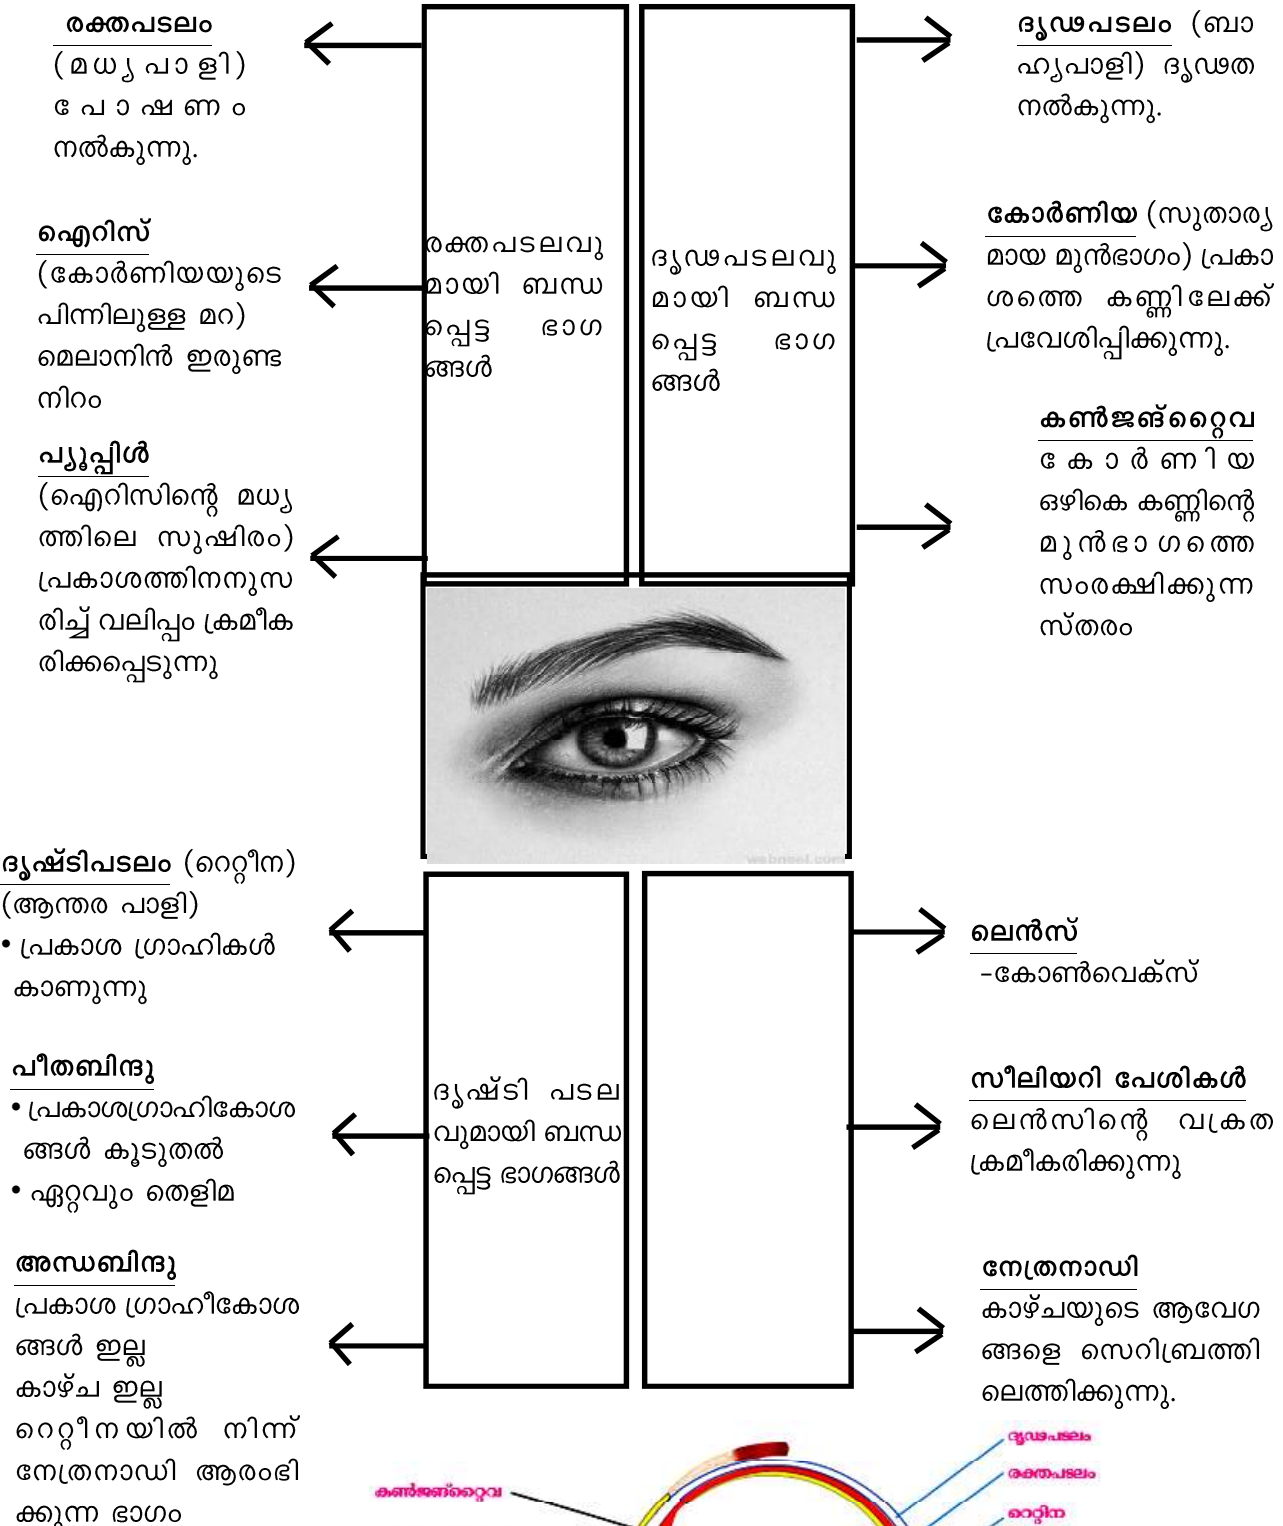 രക്തപടലം
(മധ്യപാളി)
പോഷണം
നൽകുന്നു.
ഐറിസ്
(കോർണിയയുടെ
പിന്നിലുള്ള മറ)
മെലാനിൻ ഇരുണ്ട
നിറം
പ്യൂപ്പിൾ
(ഐറിസിന്റെ മധ്യ
ത്തിലെ സുഷിരം)
പ്രകാശത്തിനനുസ
രിച്ച് വലിപ്പം ക്രമീക
രിക്കപ്പെടുന്നു
രക്തപടലവു
മായി ബന്ധ
പ്പെട്ട ഭാഗ
ങ്ങൾ
ദൃഢപടലവു
മായി ബന്ധ
പ്പെട്ട ഭാഗ
ങ്ങൾ
ദൃഢപടലം (ബാ
ഹ്യപാളി) ദൃഢത
നൽകുന്നു.
കോർണിയ (സുതാര്യ
മായ മുൻഭാഗം) പ്രകാ
ശത്തെ കണ്ണിലേക്ക്
പ്രവേശിപ്പിക്കുന്നു.
കൺജങ്റ്റൈവ
കോർണിയ
ഒഴികെ കണ്ണിന്റെ
മുൻഭാഗത്തെ
സംരക്ഷിക്കുന്ന
സ്തരം
webneel.com
ദൃഷ്ടിപടലം (റെറ്റീന)
(ആന്തര പാളി)
• പ്രകാശ ഗ്രാഹികൾ
കാണുന്നു
പീതബിന്ദു
• പ്രകാശഗ്രാഹികോശ
ങ്ങൾ കൂടുതൽ
• ഏറ്റവും തെളിമ
അന്ധബിന്ദു
പ്രകാശ ഗ്രാഹീകോശ
ങ്ങൾ ഇല്ല
കാഴ്ച ഇല്ല
റെറ്റീനയിൽ നിന്ന്
നേത്രനാഡി ആരംഭി
ക്കുന്ന ഭാഗം
ദൃഷ്ടി പടല
വുമായി ബന്ധ
പ്പെട്ട ഭാഗങ്ങൾ
ലെൻസ്
-കോൺവെക്സ്
സീലിയറി പേശികൾ
ലെൻസിന്റെ വക്രത
ക്രമീകരിക്കുന്നു
നേത്രനാഡി
കാഴ്ചയുടെ ആവേഗ
ങ്ങളെ സെറിബ്രത്തി
ലെത്തിക്കുന്നു.
ദൃഢപടലം
രക്തപടലം
കൺജങ്റ്റൈവ
റെറ്റിന